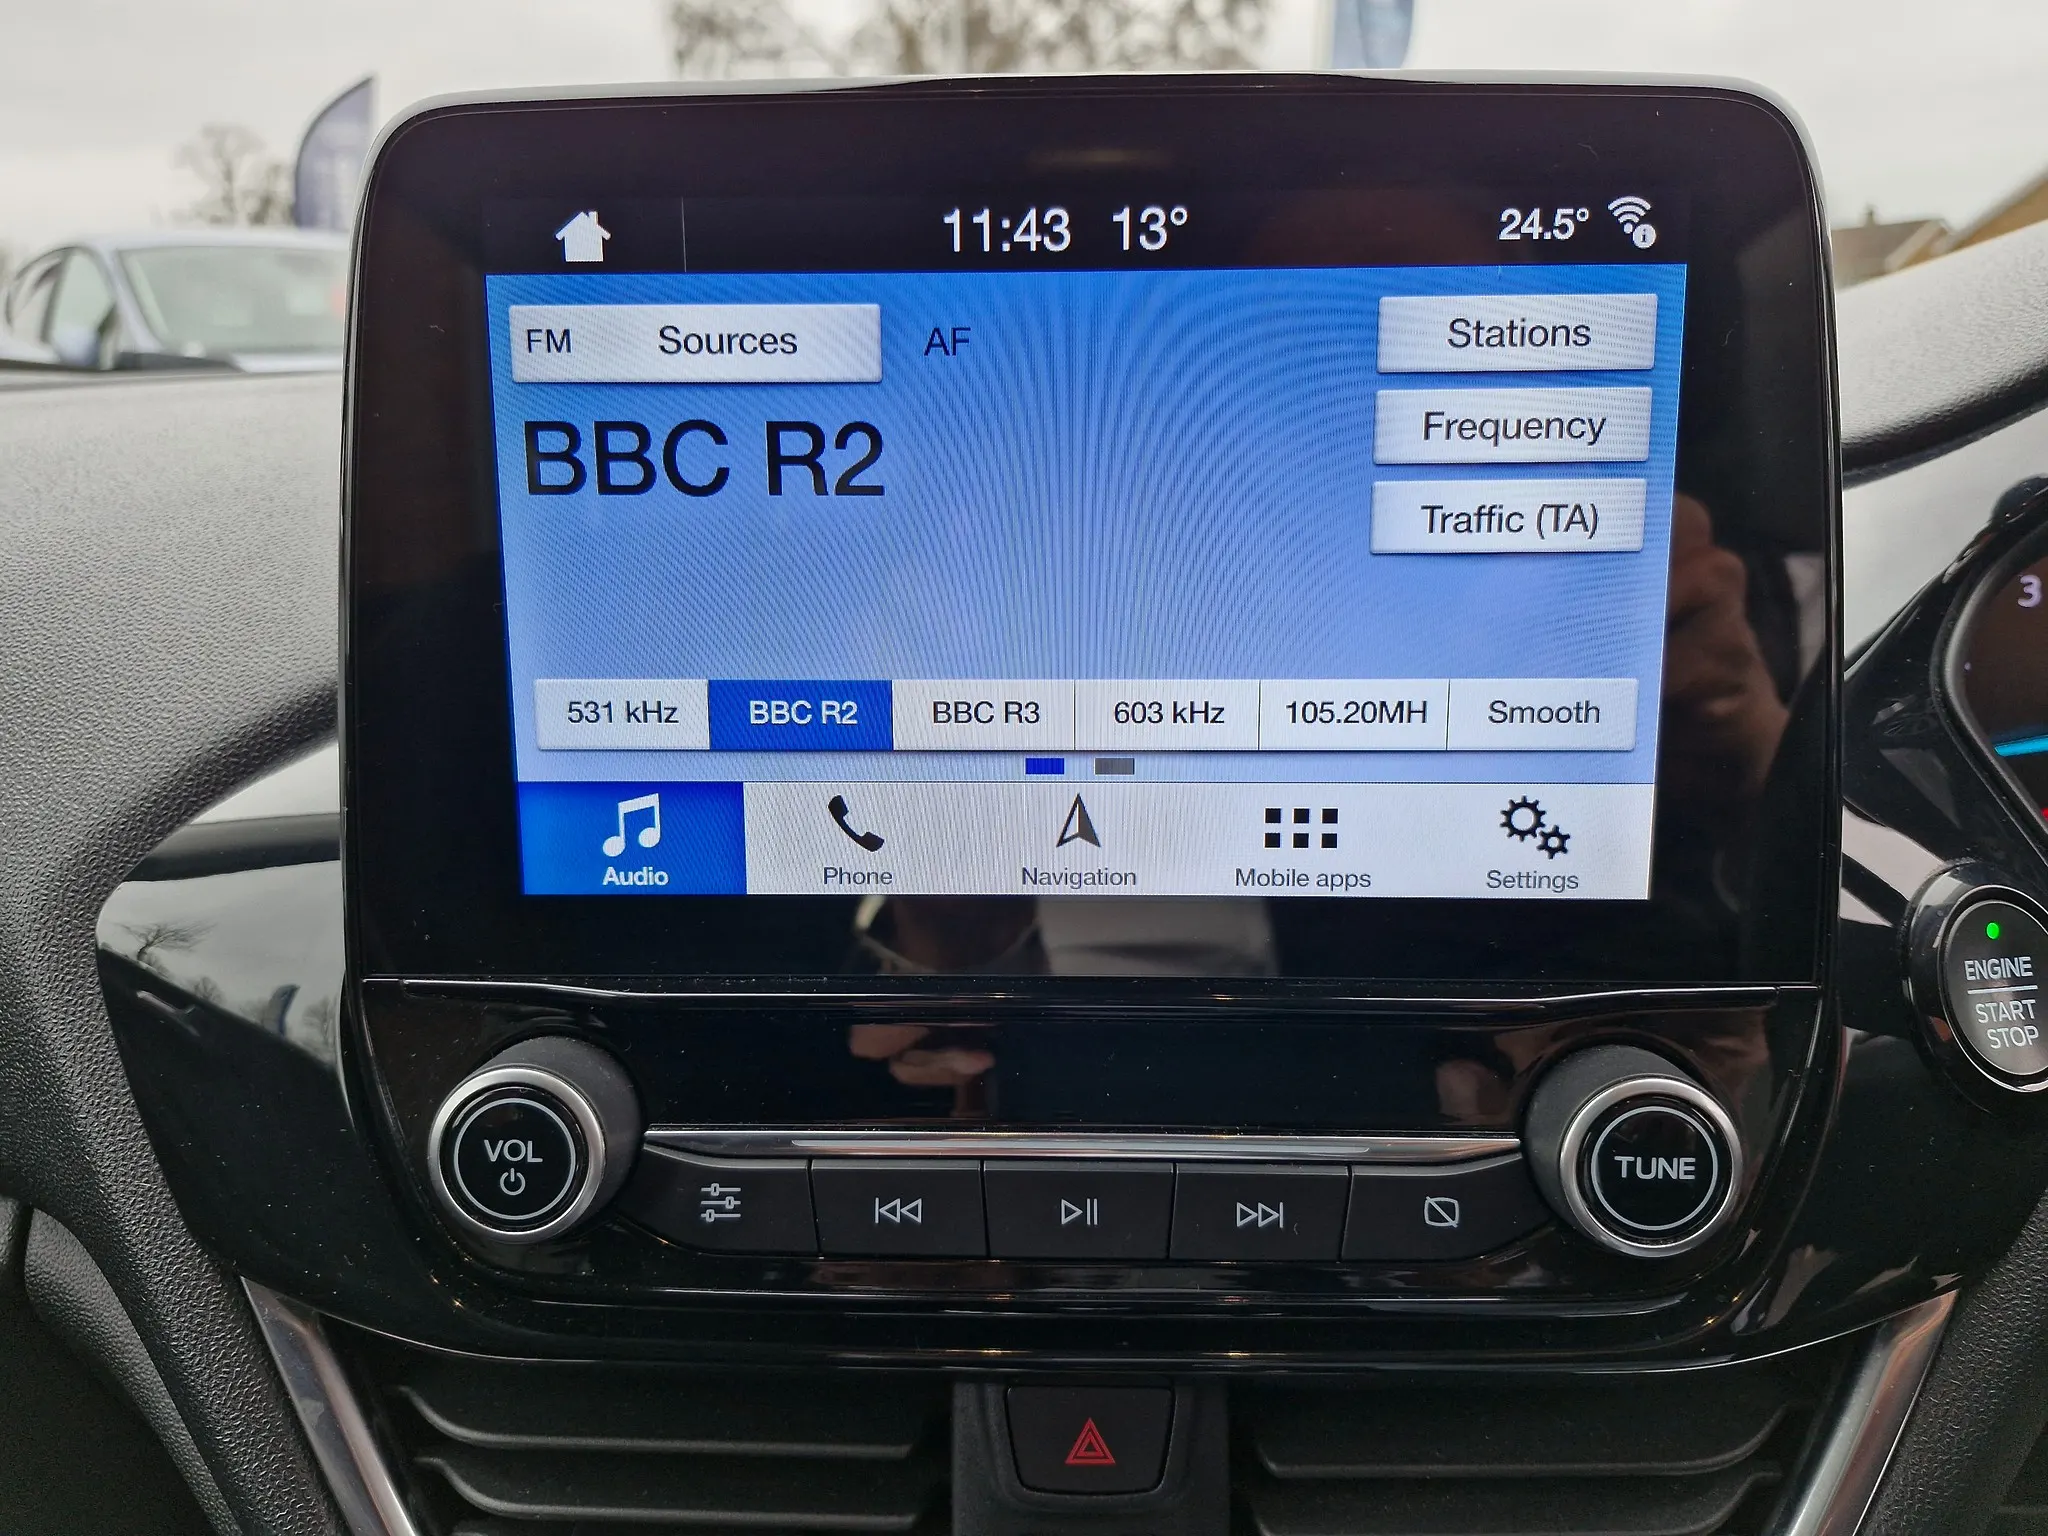 11:43 13° 24.5°
FM Sources AF Stations
BBC R2
Frequency
Traffic (TA)
531 kHz BBC R2 BBC R3 603 kHz 105.20MH Smooth
Audio Phone Navigation Mobile apps Settings
3
ENGINE
START
STOP
VOL
TUNE